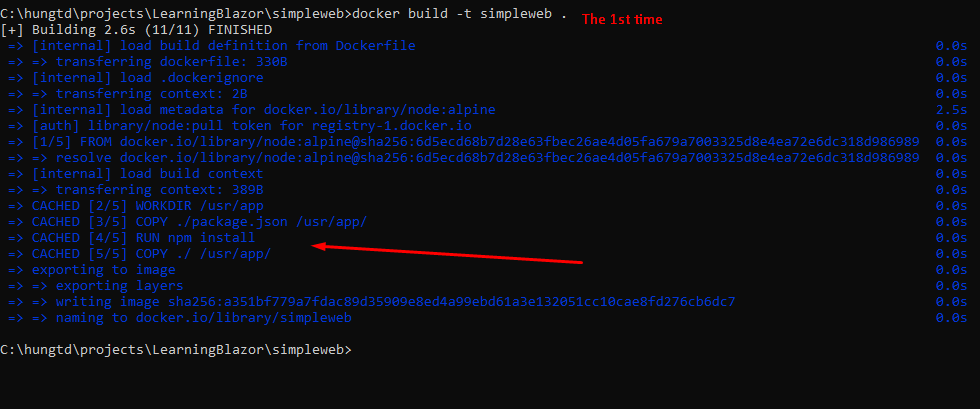 C:\hungtd\projects\LearningBlazor\simpleweb>docker build -t simpleweb . The 1st time
[+] Building 2.6s (11/11) FINISHED
=> [internal] load build definition from Dockerfile 0.0s
=> => transferring dockerfile: 330B 0.0s
=> [internal] load .dockerignore 0.0s
=> => transferring context: 2B 0.0s
=> [internal] load metadata for docker.io/library/node:alpine 2.5s
=> [auth] library/node:pull token for registry-1.docker.io 0.0s
=> [1/5] FROM docker.io/library/node:alpine@sha256:6d5ecd68b7d28e63fbec26ae4d05fa679a7003325d8e4ea72e6dc318d986989 0.0s
=> => resolve docker.io/library/node:alpine@sha256:6d5ecd68b7d28e63fbec26ae4d05fa679a7003325d8e4ea72e6dc318d986989 0.0s
=> [internal] load build context 0.0s
=> => transferring context: 389B 0.0s
=> CACHED [2/5] WORKDIR /usr/app 0.0s
=> CACHED [3/5] COPY ./package.json /usr/app/ 0.0s
=> CACHED [4/5] RUN npm install 0.0s
=> CACHED [5/5] COPY ./ /usr/app/ 0.0s
=> exporting to image 0.0s
=> => exporting layers 0.0s
=> => writing image sha256:a351bf779a7fdac89d35909e8ed4a99ebd61a3e132051cc10cae8fd276cb6dc7 0.0s
=> => naming to docker.io/library/simpleweb 0.0s
C:\hungtd\projects\LearningBlazor\simpleweb>